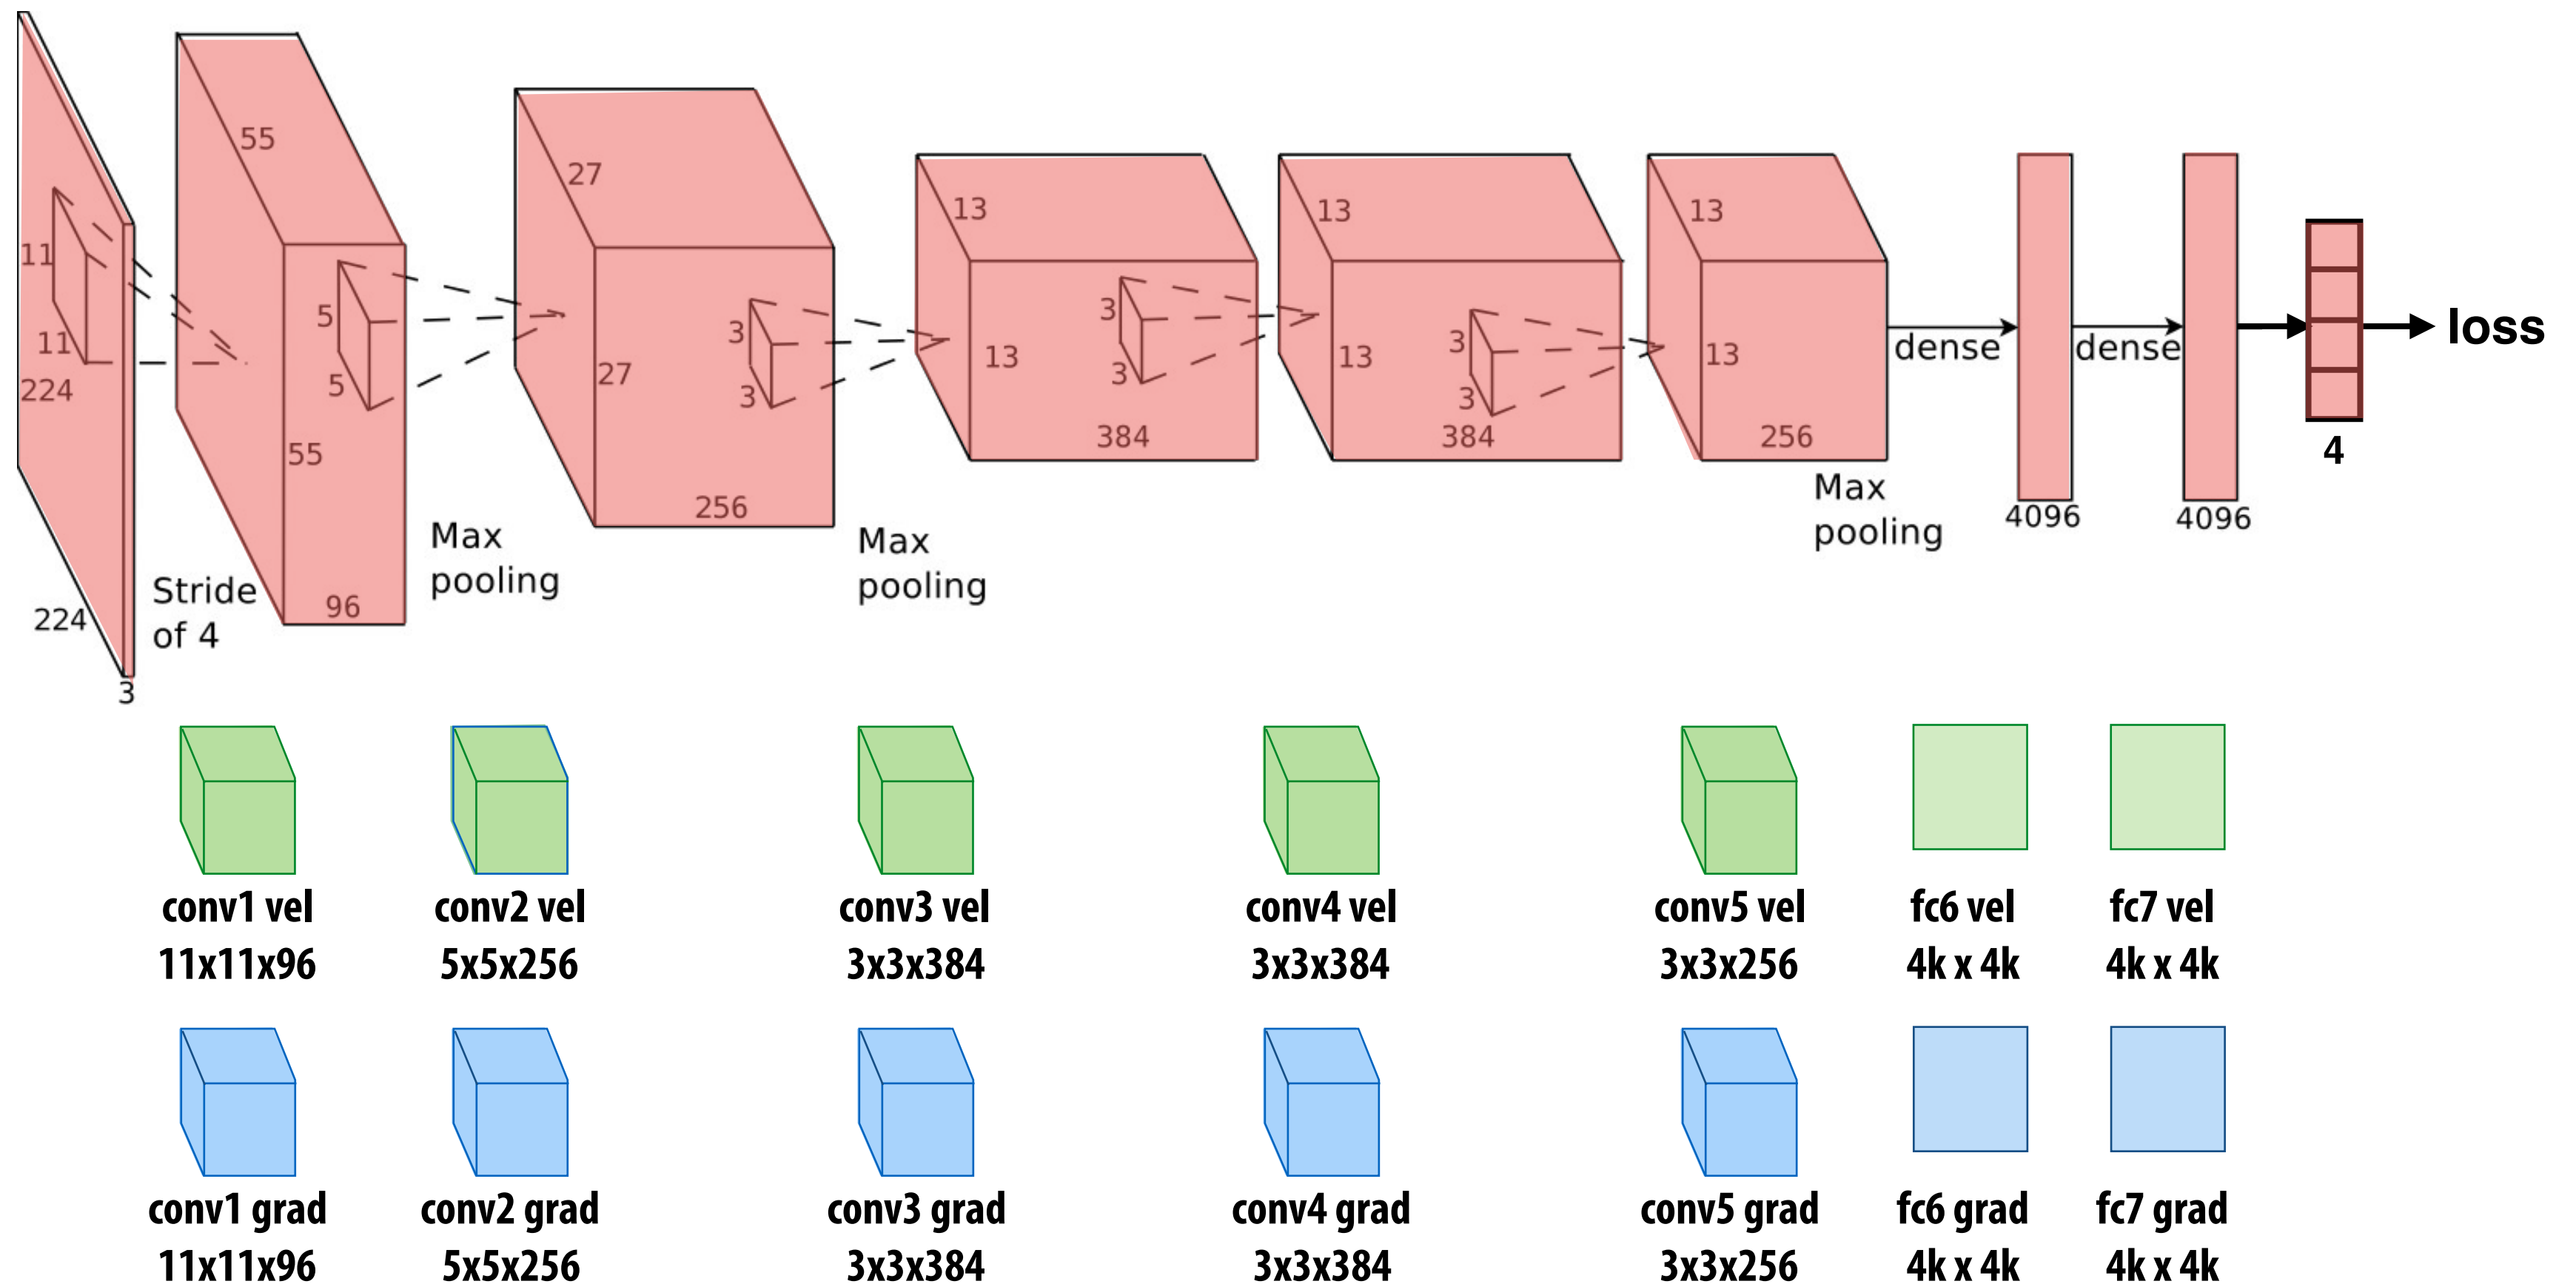 55
27
13
13
13
11
11
224
5
5
3
3
3
3
3
3
55
27
13
13
13
dense
dense
loss
384
384
256
4
256
96
224
3
Stride
of 4
Max
pooling
Max
pooling
Max
pooling
4096
4096
conv1 vel
11x11x96
conv2 vel
5x5x256
conv3 vel
3x3x384
conv4 vel
3x3x384
conv5 vel
3x3x256
fc6 vel
4k x 4k
fc7 vel
4k x 4k
conv1 grad
11x11x96
conv2 grad
5x5x256
conv3 grad
3x3x384
conv4 grad
3x3x384
conv5 grad
3x3x256
fc6 grad
4k x 4k
fc7 grad
4k x 4k